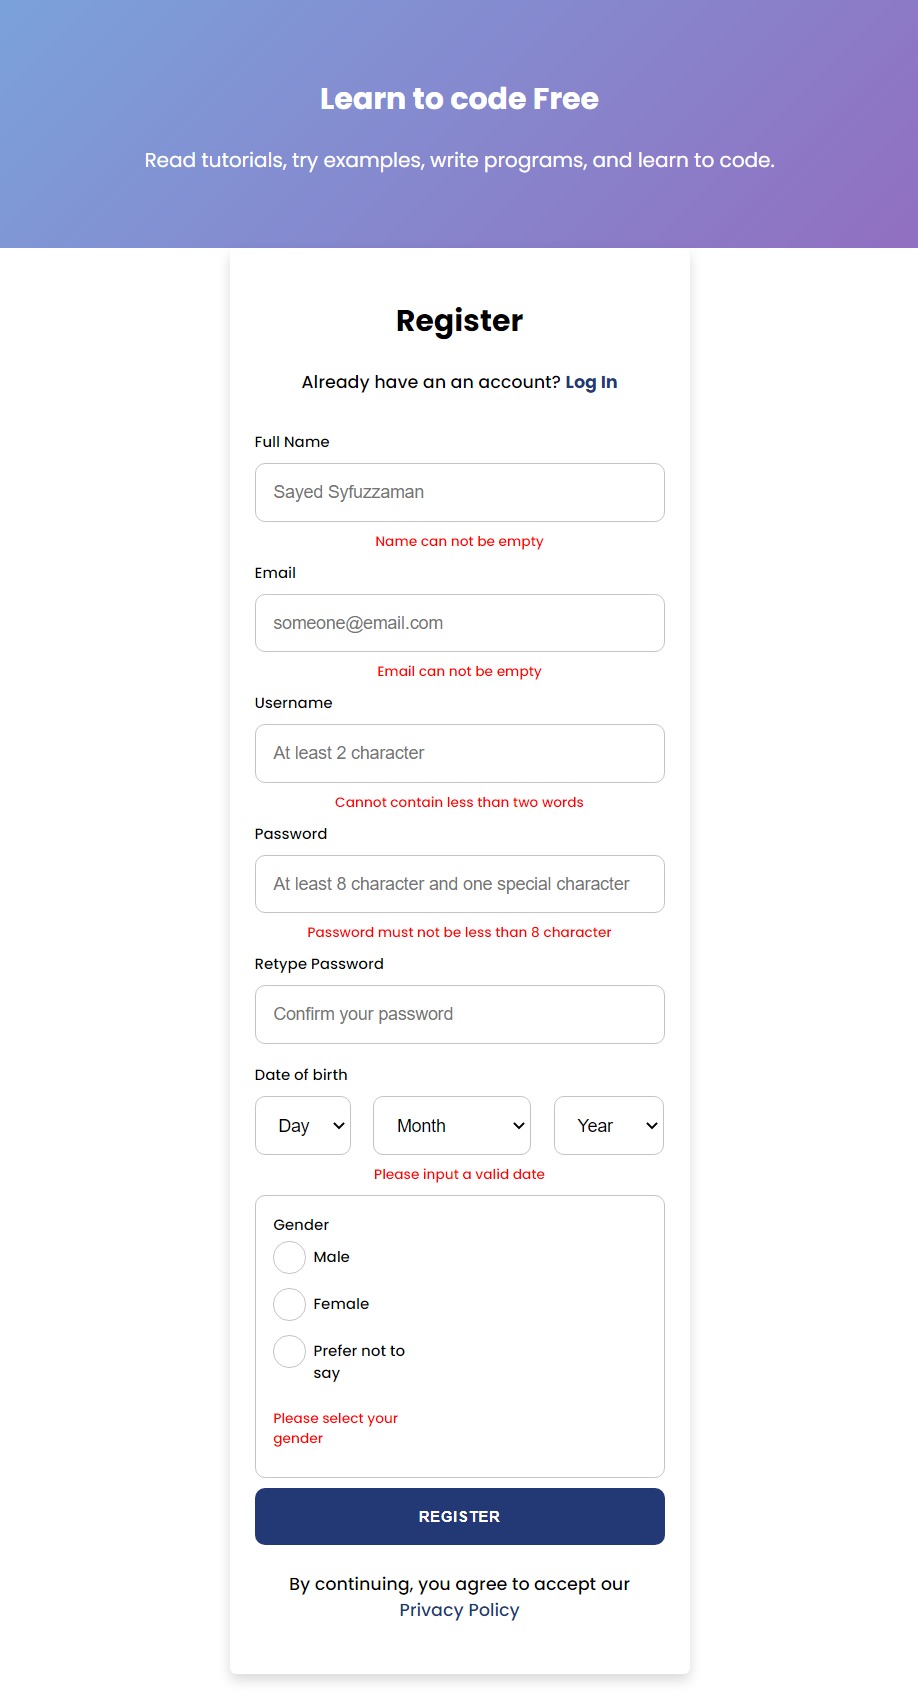 Learn to code Free
Read tutorials, try examples, write programs, and learn to code.
Register
Already have an an account? Log In
Full Name
Sayed Syfuzzaman
Name can not be empty
Email
someone@email.com
Email can not be empty
Username
At least 2 character
Cannot contain less than two words
Password
At least 8 character and one special character
Password must not be less than 8 character
Retype Password
Confirm your password
Date of birth
Day Month Year
Please input a valid date
Gender
Male
Female
Prefer not to
say
Please select your
gender
REGISTER
By continuing, you agree to accept our
Privacy Policy